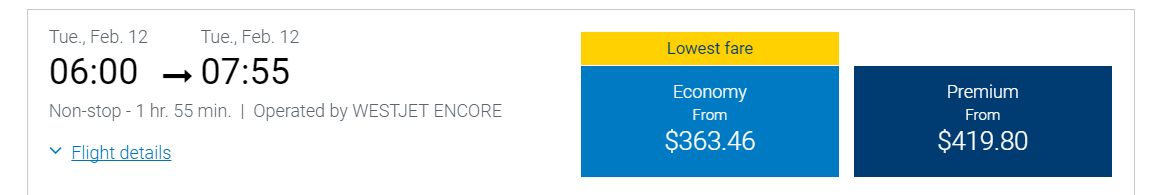 Tue., Feb. 12
Tue., Feb. 12
06:00 → 07:55
Non-stop - 1 hr. 55 min. | Operated by WESTJET ENCORE
Flight details
Lowest fare
Economy
From
$363.46
Premium
From
$419.80